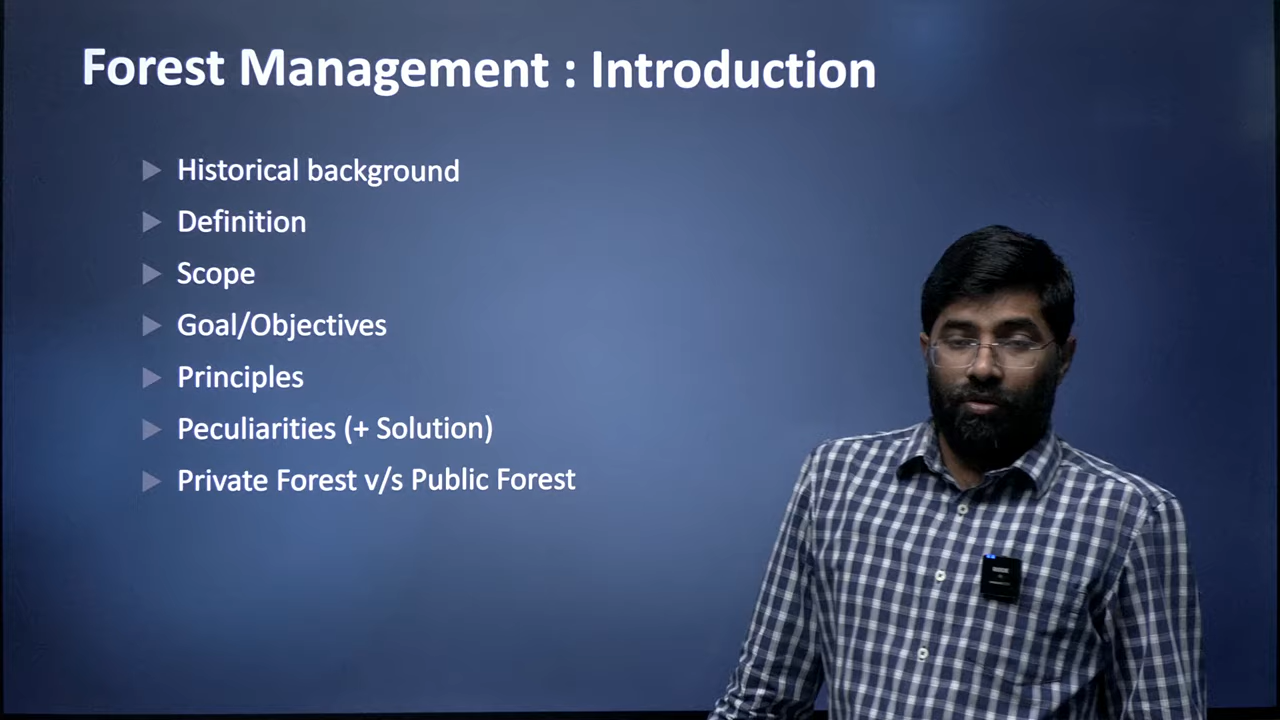 Forest Management : Introduction
Historical background
Definition
Scope
Goal/Objectives
Principles
Peculiarities (+ Solution)
Private Forest v/s Public Forest